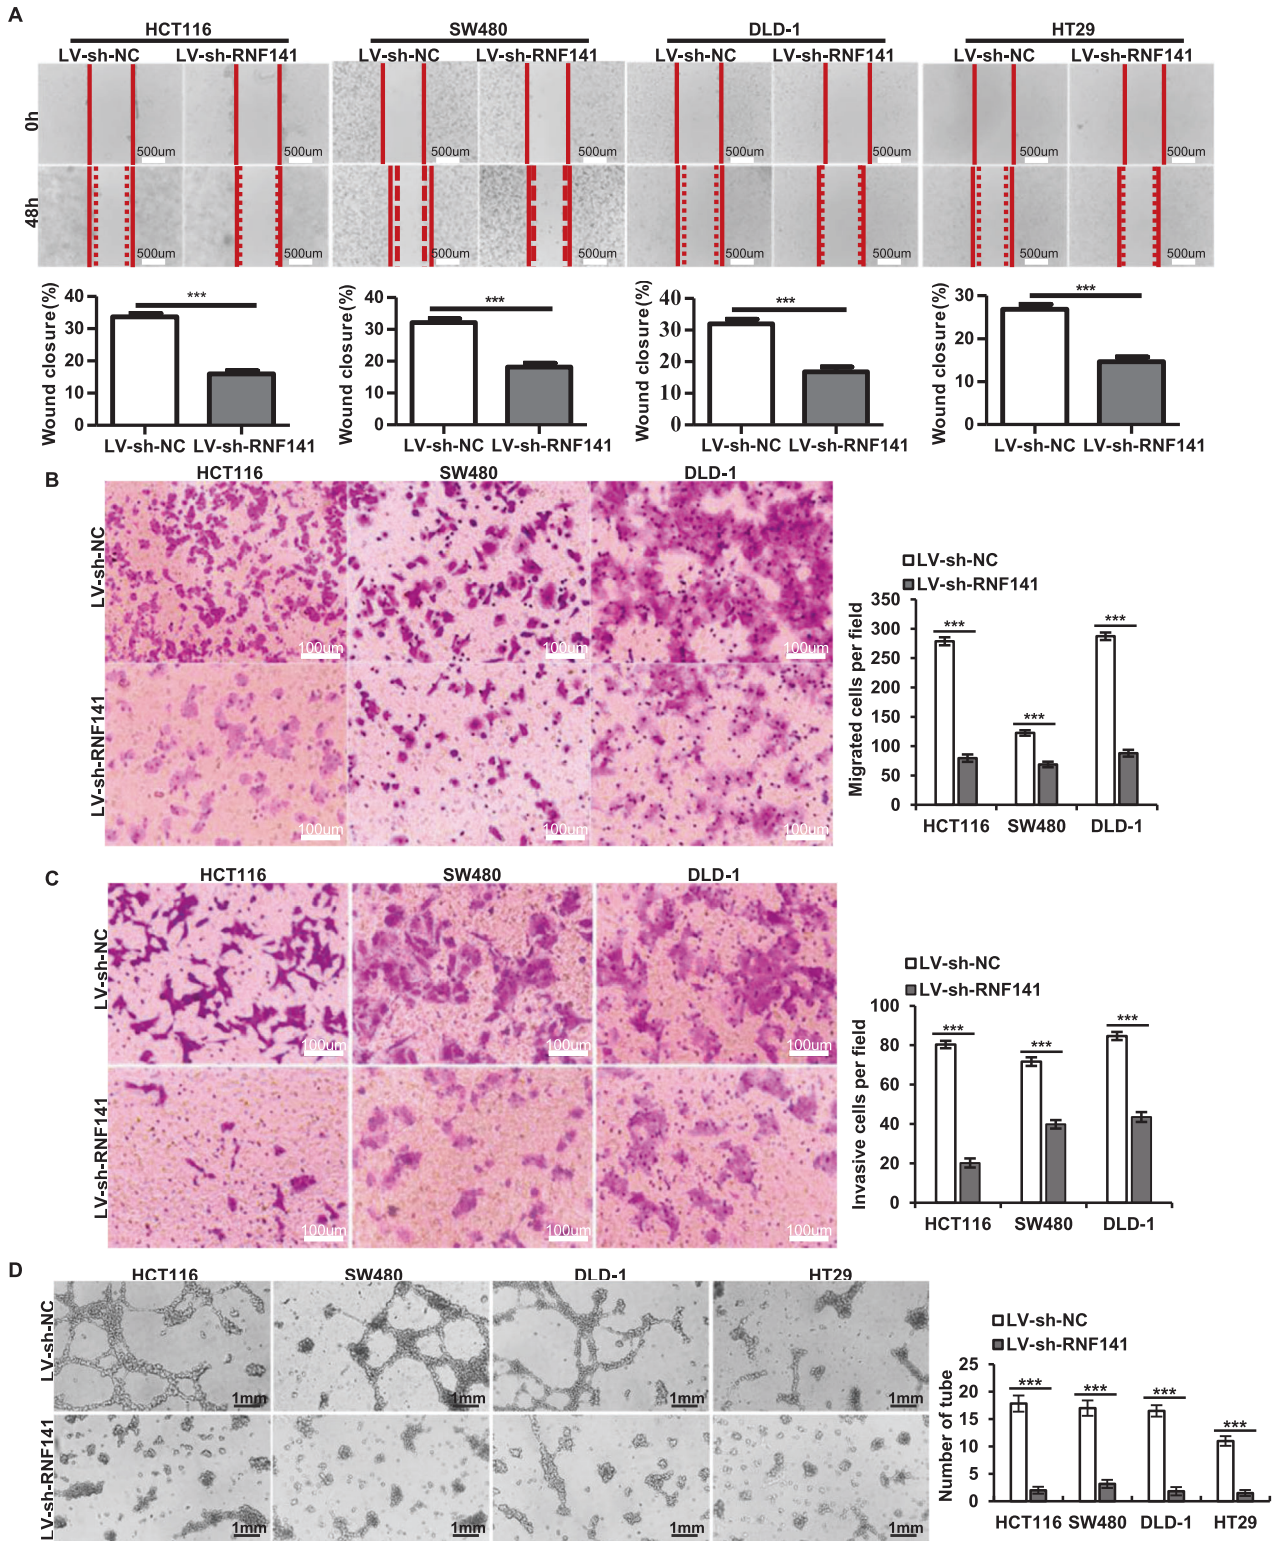 A
HCT116 SW480 DLD-1 HT29
LV-sh-NC LV-sh-RNF141 LV-sh-NC LV-sh-RNF141 LV-sh-NC LV-sh-RNF141 LV-sh-NC LV-sh-RNF141
0h
500um 500um 500um 500um 500um 500um 500um 500um
48h
500um 500um 500um 500um 500um 500um 500um 500um
Wound closure(%)
40
30
20
10
0
***
LV-sh-NC LV-sh-RNF141
Wound closure(%)
40
30
20
10
0
***
LV-sh-NC LV-sh-RNF141
Wound closure(%)
40
30
20
10
0
***
LV-sh-NC LV-sh-RNF141
Wound closure(%)
30
20
10
0
***
LV-sh-NC LV-sh-RNF141
B
HCT116 SW480 DLD-1
LV-sh-NC
100um 100um 100um
LV-sh-RNF141
100um 100um 100um
LV-sh-NC
LV-sh-RNF141
Migrated cells per field
350
300
250
200
150
100
50
0
*** *** ***
HCT116 SW480 DLD-1
C
HCT116 SW480 DLD-1
LV-sh-NC
100um 100um 100um
LV-sh-RNF141
100um 100um 100um
LV-sh-NC
LV-sh-RNF141
Invasive cells per field
100
80
60
40
20
0
*** *** ***
HCT116 SW480 DLD-1
D
HCT116 SW480 DLD-1 HT29
LV-sh-NC
1mm 1mm 1mm 1mm
LV-sh-RNF141
1mm 1mm 1mm 1mm
LV-sh-NC
LV-sh-RNF141
Number of tube
25
20
15
10
5
0
*** *** *** ***
HCT116 SW480 DLD-1 HT29